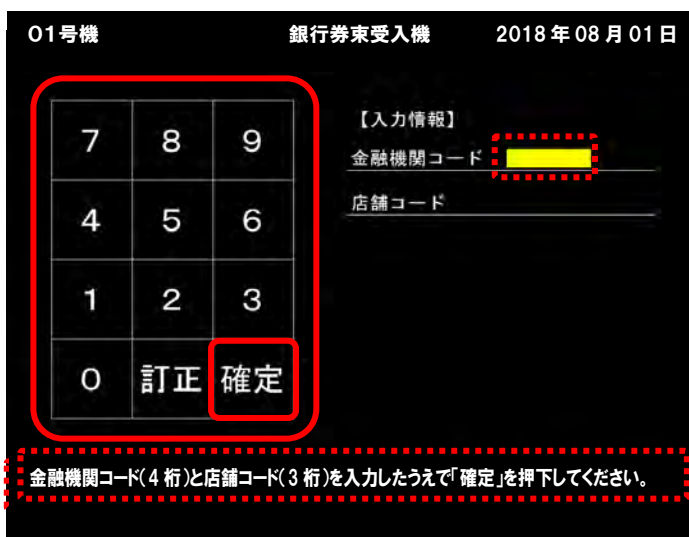 01号機 銀行券束受入機 2018年08月01日
【入力情報】
金融機関コード
店舗コード
7 8 9
4 5 6
1 2 3
0 訂正 確定
金融機関コード(4桁)と店舗コード(3桁)を入力したうえで「確定」を押下してください。